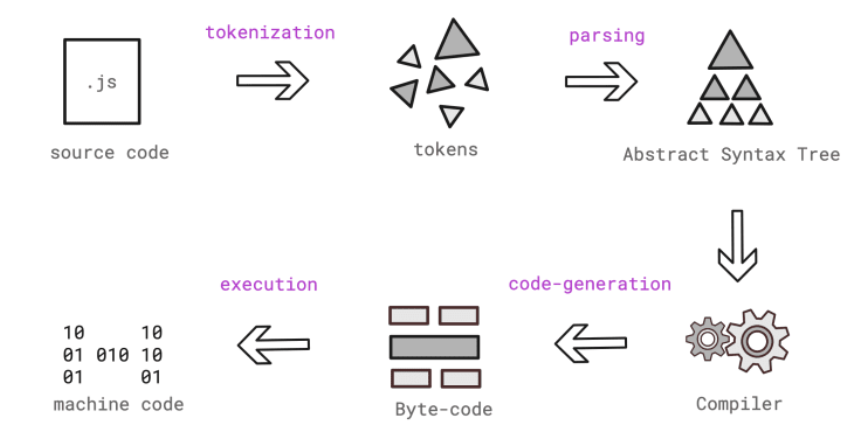 tokenization
parsing
.js
source code
tokens
Abstract Syntax Tree
execution
code-generation
10 10
01 010 10
01 01
machine code
Byte-code
Compiler